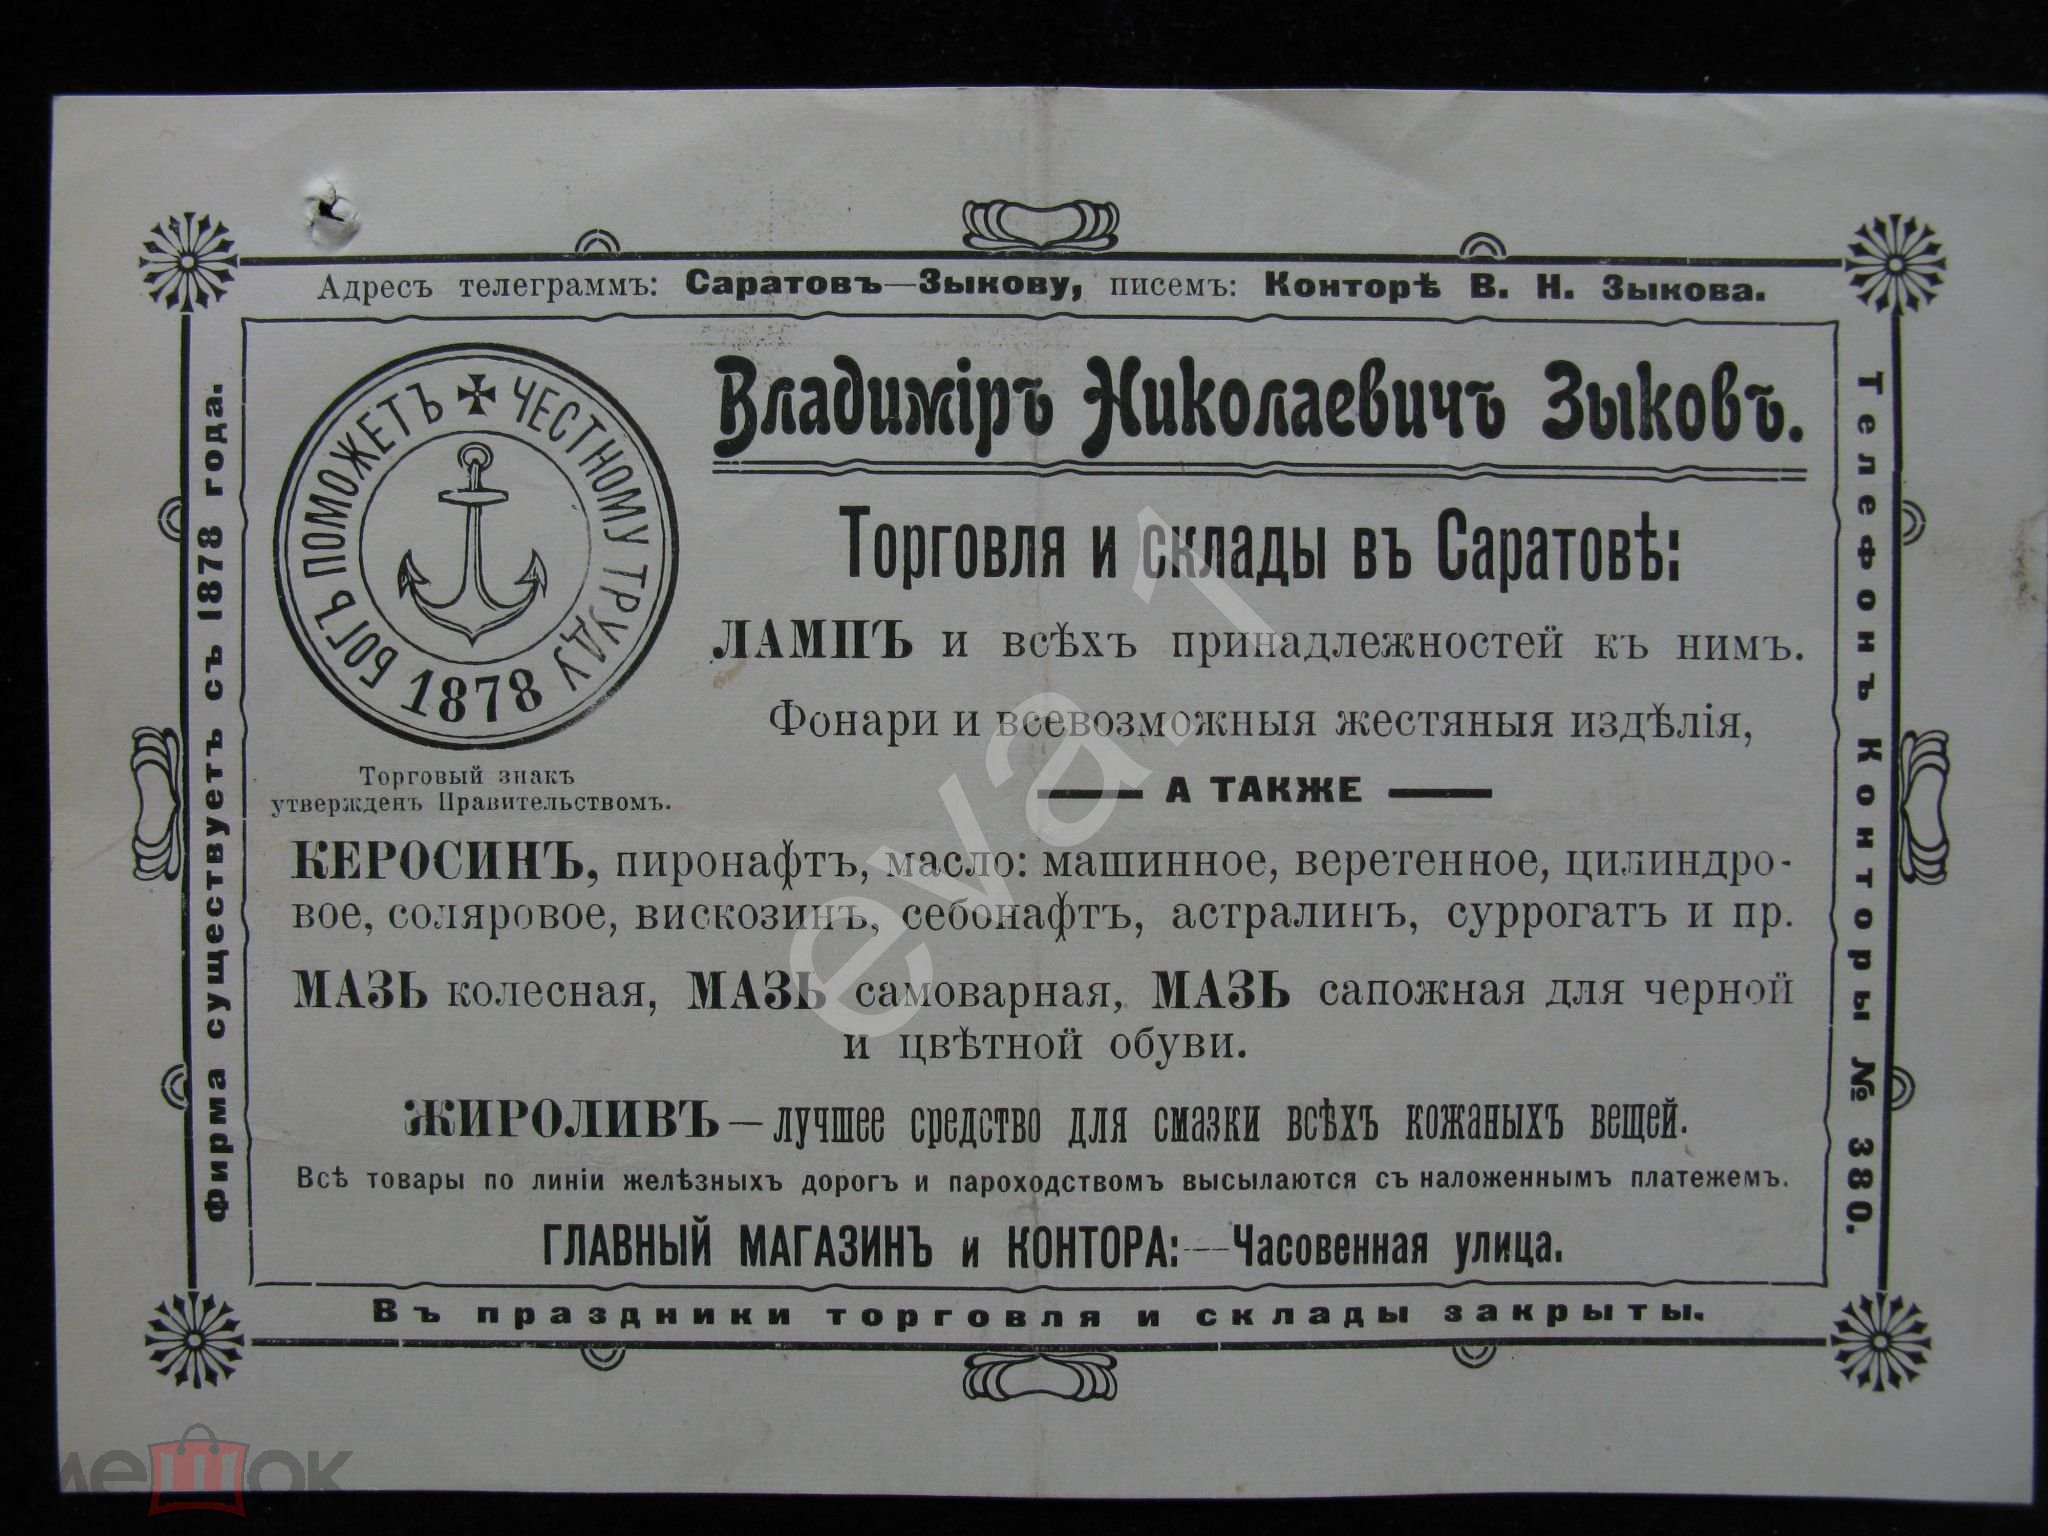 Адресъ телеграммъ: Саратовъ—Зыкову, писемъ: Конторѣ В. Н. Зыкова.
Фирма существуетъ съ 1878 года.
БОГЪ ПОМОЖЕТЪ ✠ ЧЕСТНОМУ ТРУДУ
1878
Торговый знакъ
утвержденъ Правительствомъ.
Владимiръ Николаевичъ Зыковъ.
Торговля и склады въ Саратовѣ:
ЛАМПЪ и всѣхъ принадлежностей къ нимъ.
Фонари и всевозможныя жестяныя издѣлія,
— А ТАКЖЕ —
КЕРОСИНЪ, пиронафтъ, масло: машинное, веретенное, цилиндро-
вое, соляровое, вискозинъ, себонафтъ, астралинъ, суррогатъ и пр.
МАЗЬ колесная, МАЗЬ самоварная, МАЗЬ сапожная для черной
и цвѣтной обуви.
ЖИРОЛИВЪ—лучшее средство для смазки всѣхъ кожаныхъ вещей.
Всѣ товары по линіи желѣзныхъ дорогъ и пароходствомъ высылаются съ наложеннымъ платежемъ.
ГЛАВНЫЙ МАГАЗИНЪ и КОНТОРА:—Часовенная улица.
Телефонъ Конторы № 380.
Въ праздники торговля и склады закрыты.
eva.1
мешок